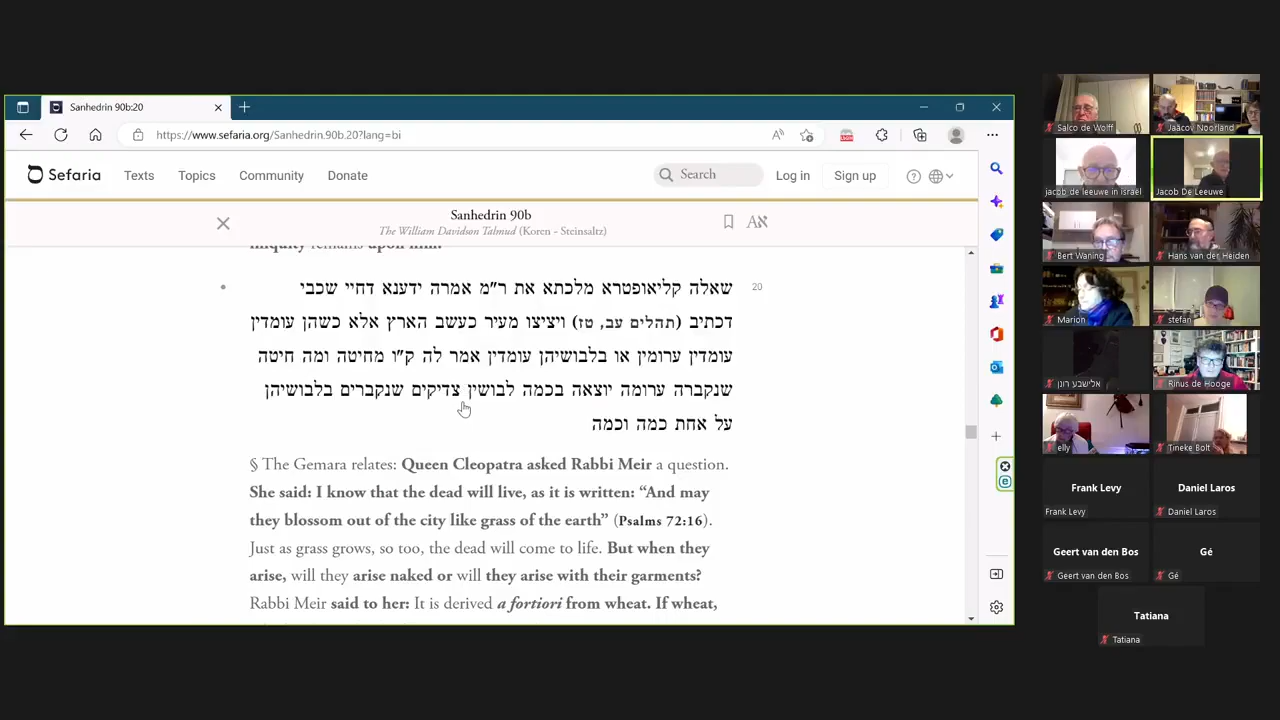 Sanhedrin 90b:20
https://www.sefaria.org/Sanhedrin.90b.20?lang=bi
Sefaria
Texts
Topics
Community
Donate
Search
Log in
Sign up
Sanhedrin 90b
The William Davidson Talmud (Koren - Steinsaltz)
iniquity remains upon him.
שאלה קליאופטרא מלכתא את ר״מ אמרה ידענא דחיי שכבי
20
דכתיב (תהלים עב, טז) ויציצו מעיר כעשב הארץ אלא כשהן עומדין
עומדין ערומין או בלבושיהן עומדין אמר לה ק״ו מחיטה ומה חיטה
שנקברה ערומה יוצאה בכמה לבושין צדיקים שנקברים בלבושיהן
על אחת כמה וכמה
§ The Gemara relates: Queen Cleopatra asked Rabbi Meir a question.
She said: I know that the dead will live, as it is written: “And may
they blossom out of the city like grass of the earth” (Psalms 72:16).
Just as grass grows, so too, the dead will come to life. But when they
arise, will they arise naked or will they arise with their garments?
Rabbi Meir said to her: It is derived a fortiori from wheat. If wheat,
Salco de Wolff
Jaäcov Noorland
jacob de leeuwe in israel
Jacob De Leeuwe
Bert Waning
Hans van der Heiden
Marion
stefan
אלישבע רונן
Rinus de Hooge
elly
Tineke Bolt
Frank Levy
Frank Levy
Daniel Laros
Daniel Laros
Geert van den Bos
Geert van den Bos
Gé
Gé
Tatiana
Tatiana